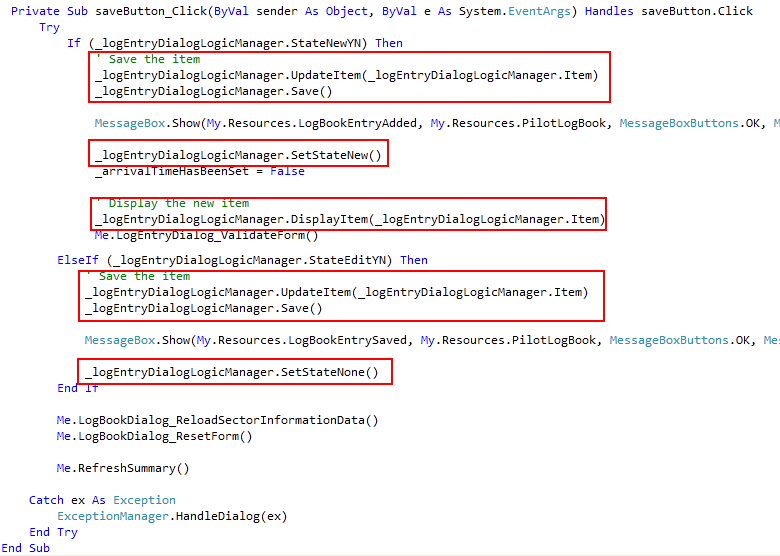 Private Sub saveButton_Click(ByVal sender As Object, ByVal e As System.EventArgs) Handles saveButton.Click
Try
If (_logEntryDialogLogicManager.StateNewYN) Then
' Save the item
_logEntryDialogLogicManager.UpdateItem(_logEntryDialogLogicManager.Item)
_logEntryDialogLogicManager.Save()
MessageBox.Show(My.Resources.LogBookEntryAdded, My.Resources.PilotLogBook, MessageBoxButtons.OK, M
_logEntryDialogLogicManager.SetStateNew()
_arrivalTimeHasBeenSet = False
' Display the new item
_logEntryDialogLogicManager.DisplayItem(_logEntryDialogLogicManager.Item)
Me.LogEntryDialog_ValidateForm()
ElseIf (_logEntryDialogLogicManager.StateEditYN) Then
' Save the item
_logEntryDialogLogicManager.UpdateItem(_logEntryDialogLogicManager.Item)
_logEntryDialogLogicManager.Save()
MessageBox.Show(My.Resources.LogBookEntrySaved, My.Resources.PilotLogBook, MessageBoxButtons.OK, Me
_logEntryDialogLogicManager.SetStateNone()
End If
Me.LogBookDialog_ReloadSectorInformationData()
Me.LogBookDialog_ResetForm()
Me.RefreshSummary()
Catch ex As Exception
ExceptionManager.HandleDialog(ex)
End Try
End Sub